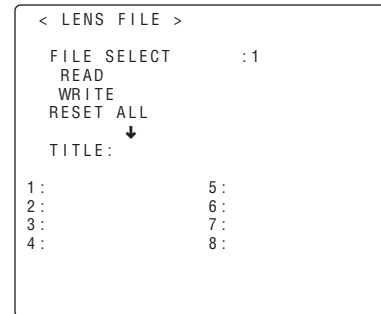 < LENS FILE >
FILE SELECT :1
READ
WRITE
RESET ALL
↓
TITLE:
1: 5:
2: 6:
3: 7:
4: 8: